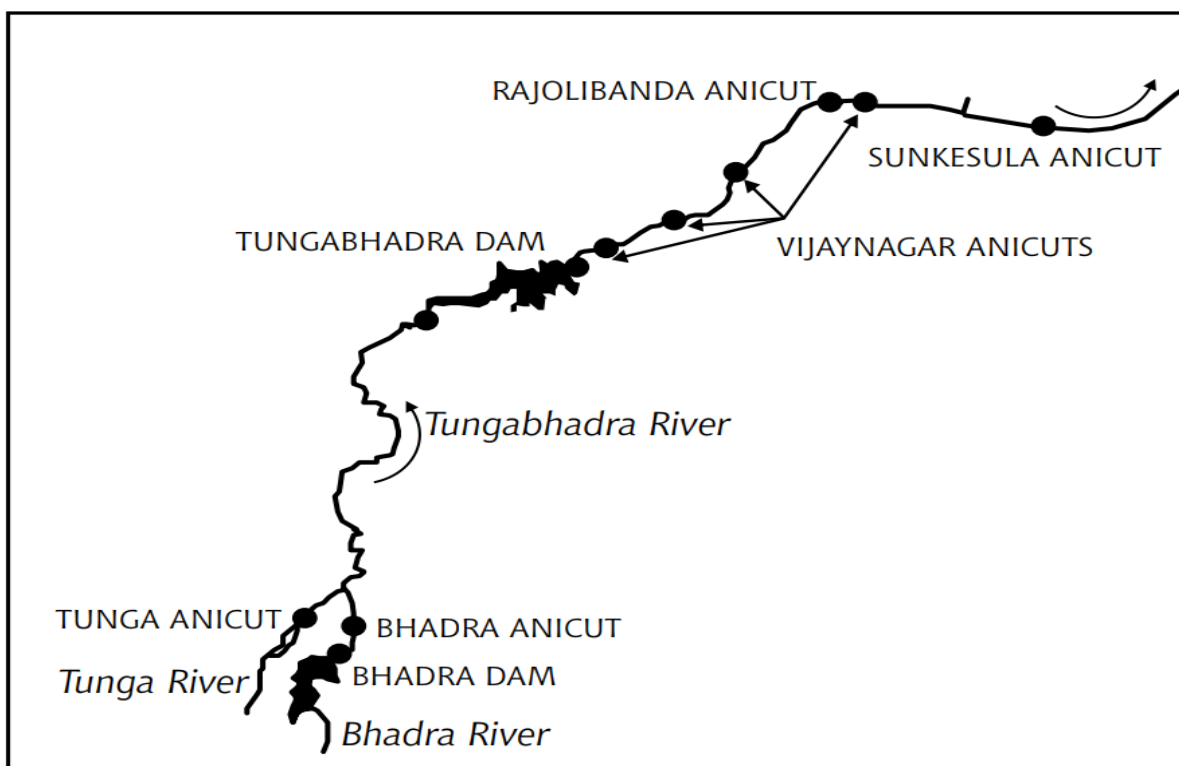 RAJOLIBANDA ANICUT
SUNKESULA ANICUT
TUNGABHADRA DAM
VIJAYNAGAR ANICUTS
Tungabhadra River
TUNGA ANICUT
BHADRA ANICUT
BHADRA DAM
Tunga River
Bhadra River